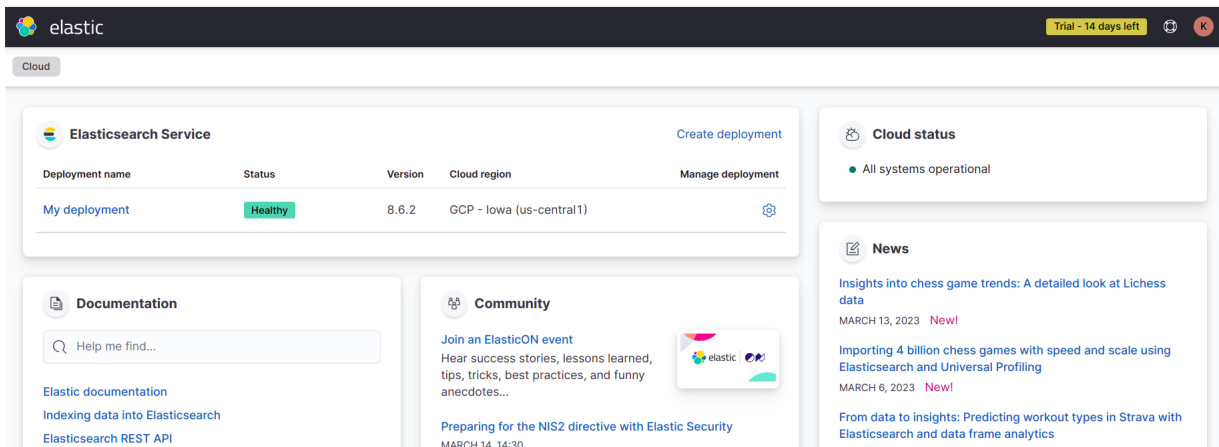 elastic
Trial - 14 days left
K
Cloud
Elasticsearch Service
Create deployment
Deployment name Status Version Cloud region Manage deployment
My deployment Healthy 8.6.2 GCP - Iowa (us-central1)
Cloud status
All systems operational
Documentation
Help me find...
Elastic documentation
Indexing data into Elasticsearch
Elasticsearch REST API
Community
Join an ElasticON event
Hear success stories, lessons learned,
tips, tricks, best practices, and funny
anecdotes...
elastic ON
Preparing for the NIS2 directive with Elastic Security
MARCH 14, 14:30
News
Insights into chess game trends: A detailed look at Lichess
data
MARCH 13, 2023 New!
Importing 4 billion chess games with speed and scale using
Elasticsearch and Universal Profiling
MARCH 6, 2023 New!
From data to insights: Predicting workout types in Strava with
Elasticsearch and data frame analytics